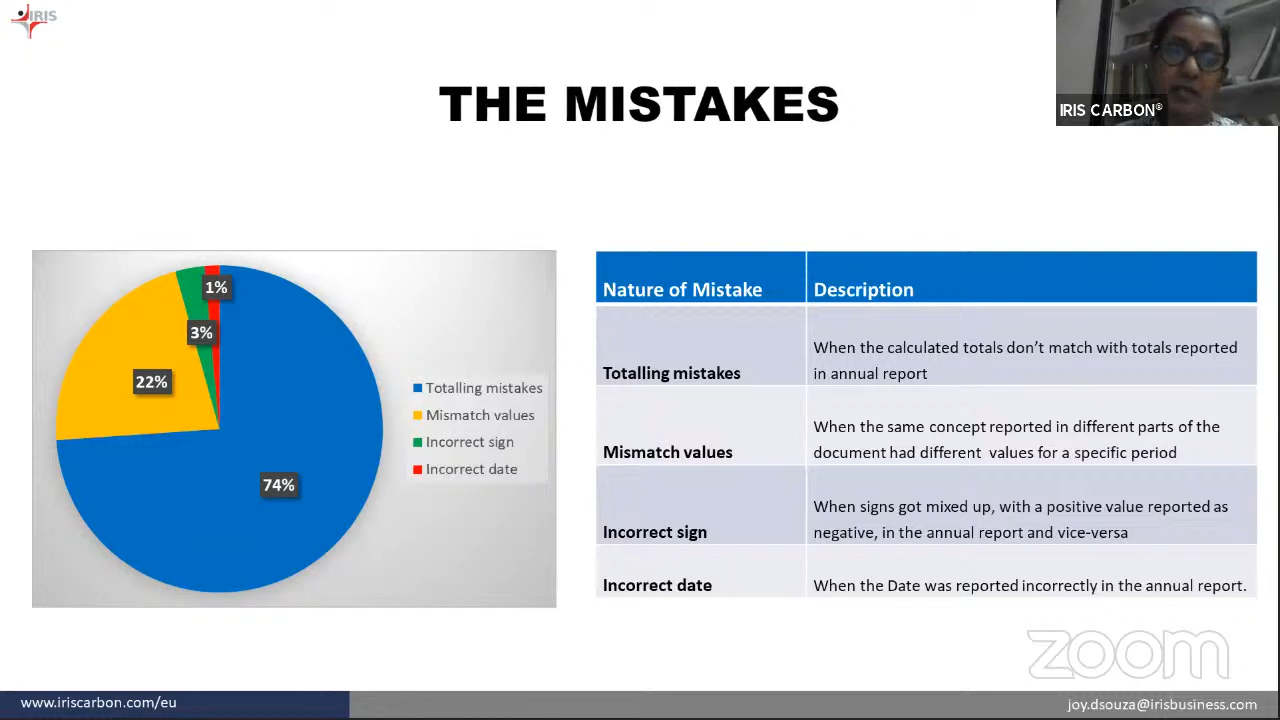 IRIS
IRIS CARBON®
THE MISTAKES
1%
3%
22%
74%
Totalling mistakes
Mismatch values
Incorrect sign
Incorrect date
Nature of Mistake
Description
Totalling mistakes
When the calculated totals don't match with totals reported
in annual report
Mismatch values
When the same concept reported in different parts of the
document had different values for a specific period
Incorrect sign
When signs got mixed up, with a positive value reported as
negative, in the annual report and vice-versa
Incorrect date
When the Date was reported incorrectly in the annual report.
zoom
www.iriscarbon.com/eu
joy.dsouza@irisbusiness.com